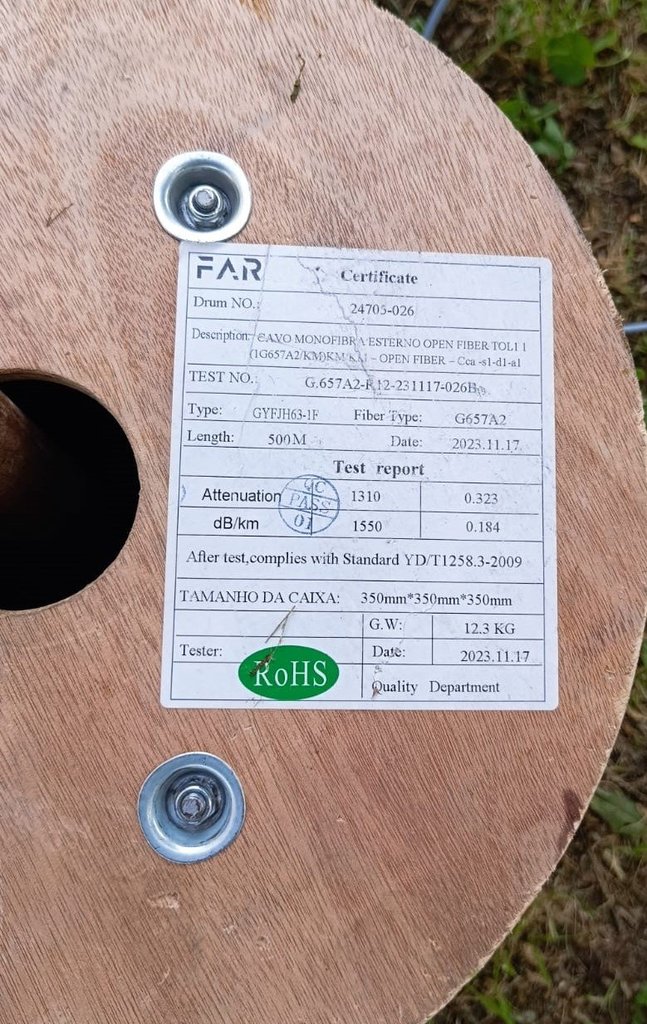 FAR
Certificate
Drum NO.: 24705-026
Description: CAVO MONOFIBRA ESTERNO OPEN FIBER TOL1 1
(1G657A2/KM)KM - OPEN FIBER - Cca -s1-d1-a1
TEST NO.: G.657A2-F12-231117-026B
Type: GYFJH63-1F Fiber Type: G657A2
Length: 500M Date: 2023.11.17
Test report
Attenuation 1310 0.323
dB/km 1550 0.184
QC
PASS
01
After test,complies with Standard YD/T1258.3-2009
TAMANHO DA CAIXA: 350mm*350mm*350mm
G.W: 12.3 KG
Tester: Date: 2023.11.17
RoHS
Quality Department